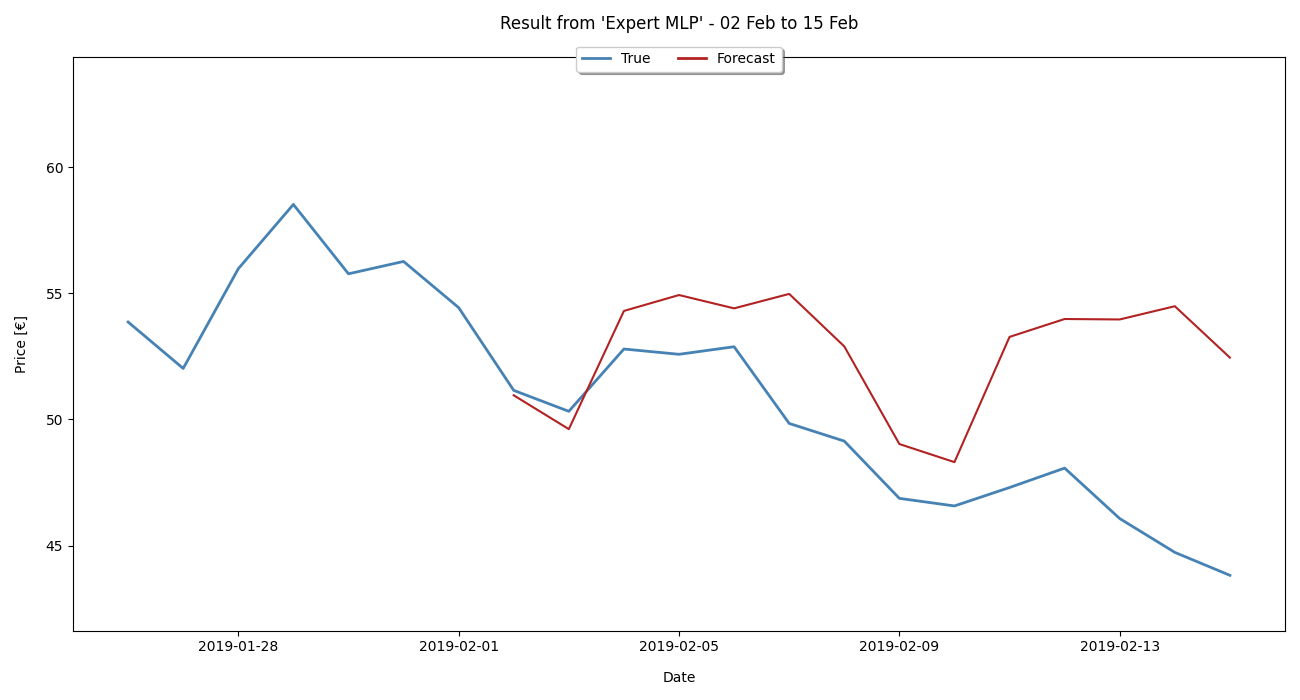 Result from 'Expert MLP' - 02 Feb to 15 Feb
True Forecast
Price [€]
60
55
50
45
2019-01-28 2019-02-01 2019-02-05 2019-02-09 2019-02-13
Date